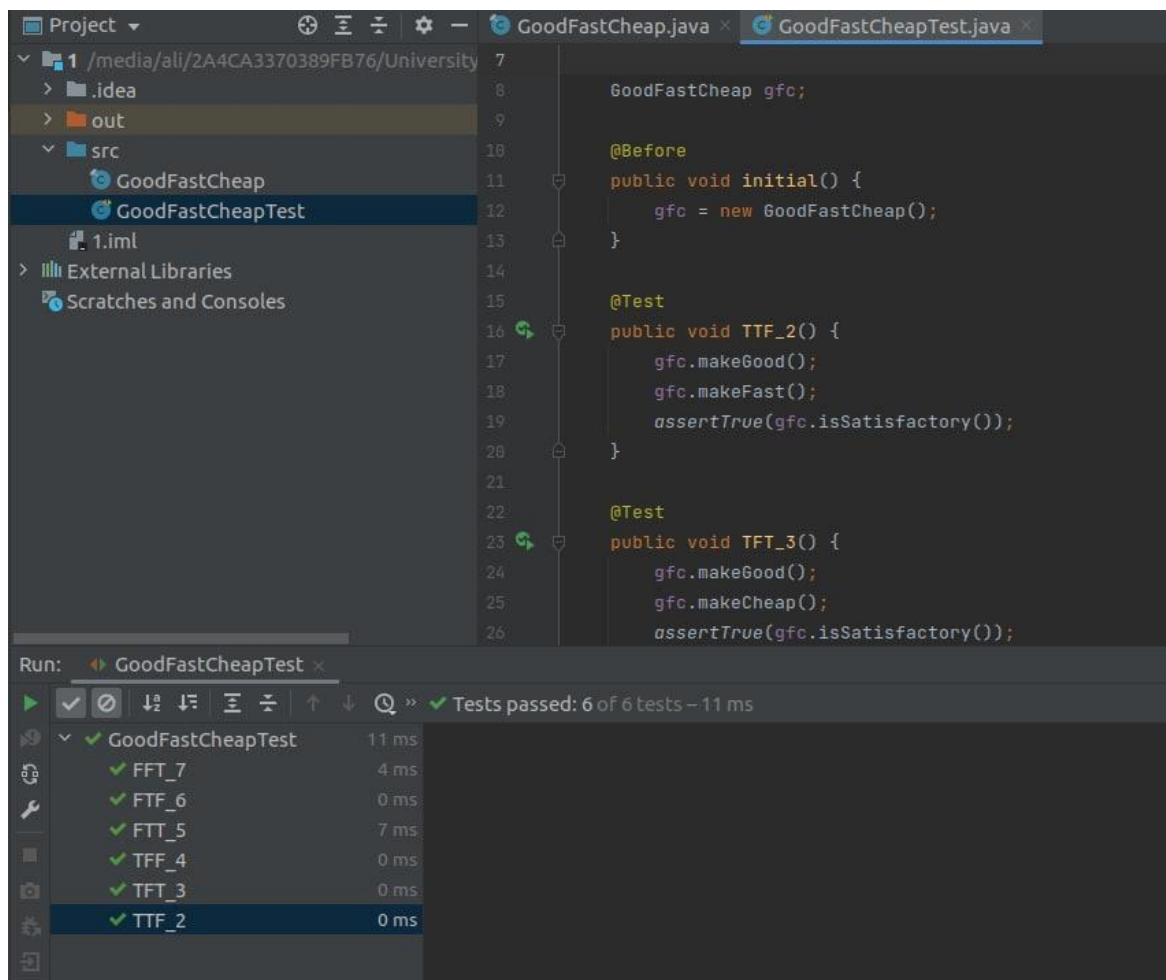 Project
1 /media/ali/2A4CA3370389FB76/University
.idea
out
src
GoodFastCheap
GoodFastCheapTest
1.iml
External Libraries
Scratches and Consoles
GoodFastCheap.java
GoodFastCheapTest.java
7
8 GoodFastCheap gfc;
9
10 @Before
11 public void initial() {
12 gfc = new GoodFastCheap();
13 }
14
15 @Test
16 public void TTF_2() {
17 gfc.makeGood();
18 gfc.makeFast();
19 assertTrue(gfc.isSatisfactory());
20 }
21
22 @Test
23 public void TFT_3() {
24 gfc.makeGood();
25 gfc.makeCheap();
26 assertTrue(gfc.isSatisfactory());
Run: GoodFastCheapTest
Tests passed: 6 of 6 tests – 11 ms
GoodFastCheapTest 11 ms
FFT_7 4 ms
FTF_6 0 ms
FTT_5 7 ms
TFF_4 0 ms
TFT_3 0 ms
TTF_2 0 ms